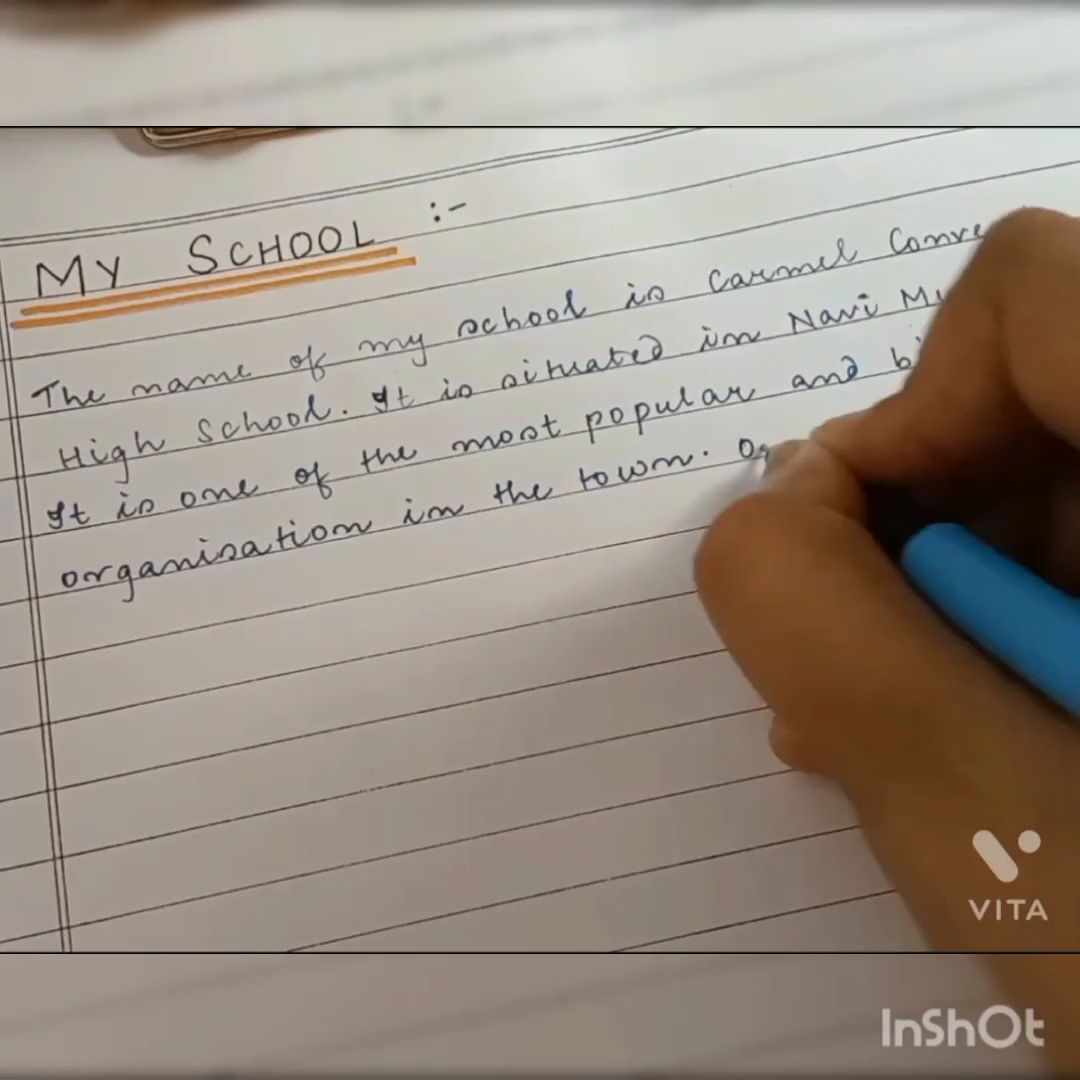 MY SCHOOL :-
The name of my school is Carmel
High School. It is situated in Navi
It is one of the most popular and
organisation in the town.
VITA
InShOt